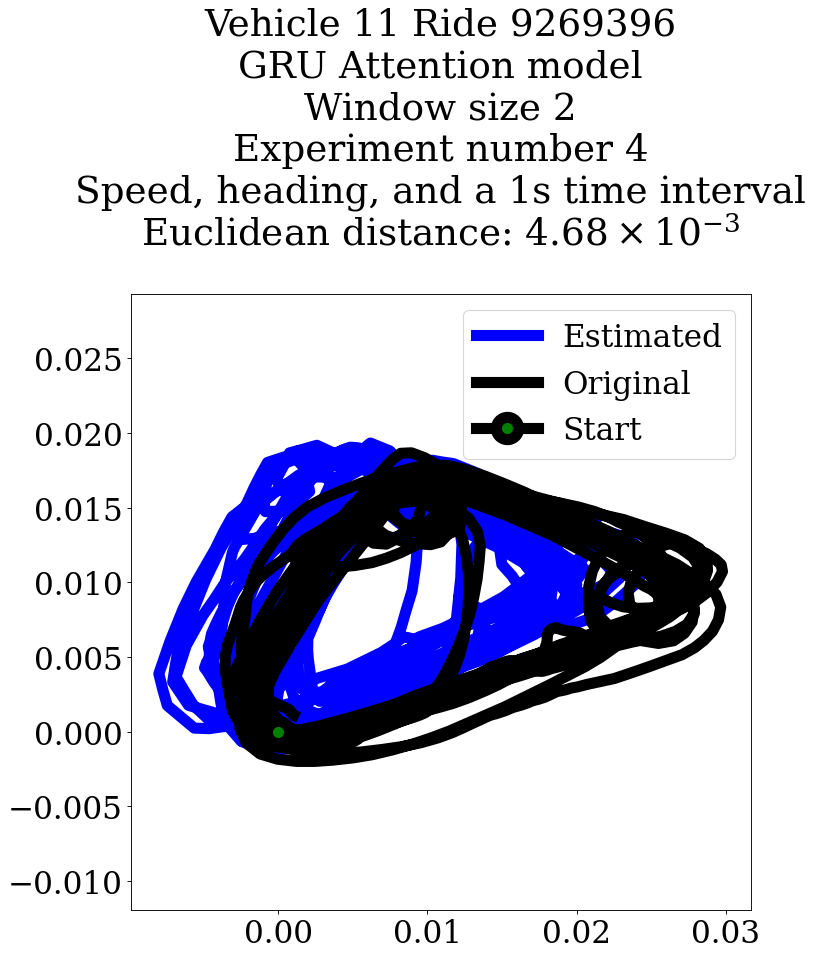 Vehicle 11 Ride 9269396
GRU Attention model
Window size 2
Experiment number 4
Speed, heading, and a 1s time interval
Euclidean distance: 4.68 × 10⁻³
Estimated
Original
Start
0.025
0.020
0.015
0.010
0.005
0.000
−0.005
−0.010
0.00 0.01 0.02 0.03